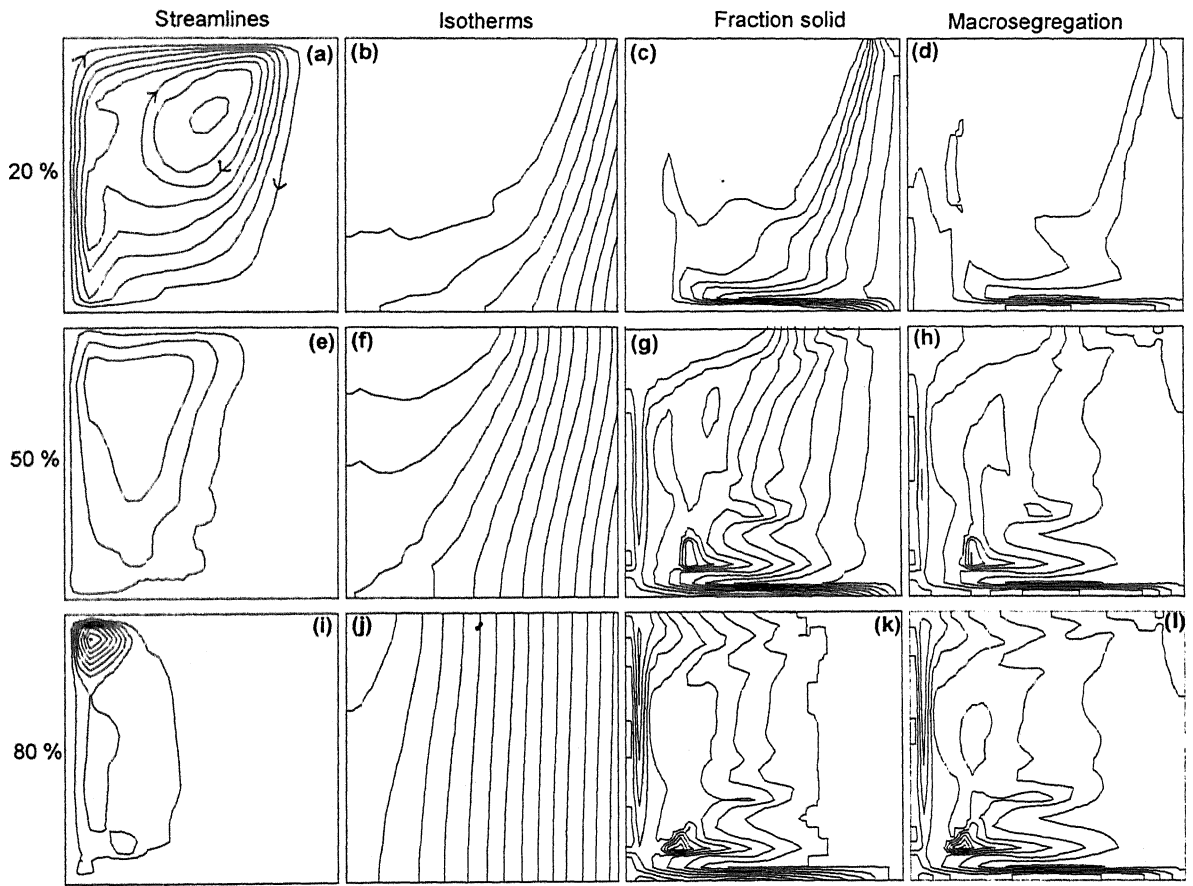 Streamlines Isotherms Fraction solid Macrosegregation
20 % (a) (b) (c) (d)
50 % (e) (f) (g) (h)
80 % (i) (j) (k) (l)